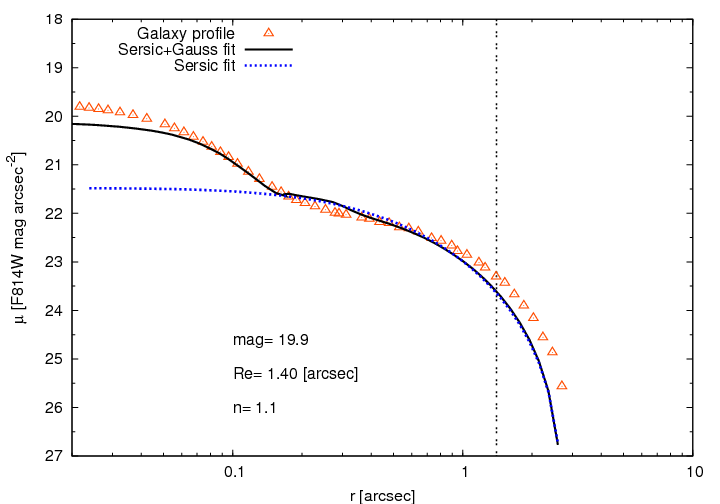 Galaxy profile
Sersic+Gauss fit
Sersic fit
18
19
20
21
22
23
24
25
26
27
μ [F814W mag arcsec⁻²]
mag= 19.9
Re= 1.40 [arcsec]
n= 1.1
0.1
1
10
r [arcsec]